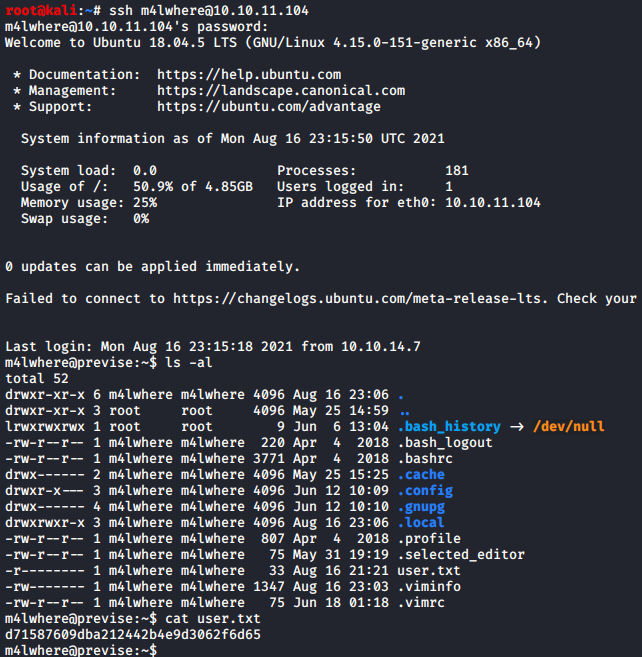 root@kali:~# ssh m4lwhere@10.10.11.104
m4lwhere@10.10.11.104's password:
Welcome to Ubuntu 18.04.5 LTS (GNU/Linux 4.15.0-151-generic x86_64)
* Documentation:  https://help.ubuntu.com
* Management:     https://landscape.canonical.com
* Support:        https://ubuntu.com/advantage
System information as of Mon Aug 16 23:15:50 UTC 2021
System load:  0.0               Processes:             181
Usage of /:   50.9% of 4.85GB   Users logged in:       1
Memory usage: 25%               IP address for eth0: 10.10.11.104
Swap usage:   0%
0 updates can be applied immediately.
Failed to connect to https://changelogs.ubuntu.com/meta-release-lts. Check your
Last login: Mon Aug 16 23:15:18 2021 from 10.10.14.7
m4lwhere@previse:~$ ls -al
total 52
drwxr-xr-x 6 m4lwhere m4lwhere 4096 Aug 16 23:06 .
drwxr-xr-x 3 root     root     4096 May 25 14:59 ..
lrwxrwxrwx 1 root     root        9 Jun  6 13:04 .bash_history -> /dev/null
-rw-r--r-- 1 m4lwhere m4lwhere  220 Apr  4  2018 .bash_logout
-rw-r--r-- 1 m4lwhere m4lwhere 3771 Apr  4  2018 .bashrc
drwx------ 2 m4lwhere m4lwhere 4096 May 25 15:25 .cache
drwxr-x--- 3 m4lwhere m4lwhere 4096 Jun 12 10:09 .config
drwx------ 4 m4lwhere m4lwhere 4096 Jun 12 10:10 .gnupg
drwxrwxr-x 3 m4lwhere m4lwhere 4096 Aug 16 23:06 .local
-rw-r--r-- 1 m4lwhere m4lwhere  807 Apr  4  2018 .profile
-rw-r--r-- 1 m4lwhere m4lwhere   75 May 31 19:19 .selected_editor
-r-------- 1 m4lwhere m4lwhere   33 Aug 16 21:21 user.txt
-rw------- 1 m4lwhere m4lwhere 1347 Aug 16 23:03 .viminfo
-rw-r--r-- 1 m4lwhere m4lwhere   75 Jun 18 01:18 .vimrc
m4lwhere@previse:~$ cat user.txt
d71587609dba212442b4e9d3062f6d65
m4lwhere@previse:~$